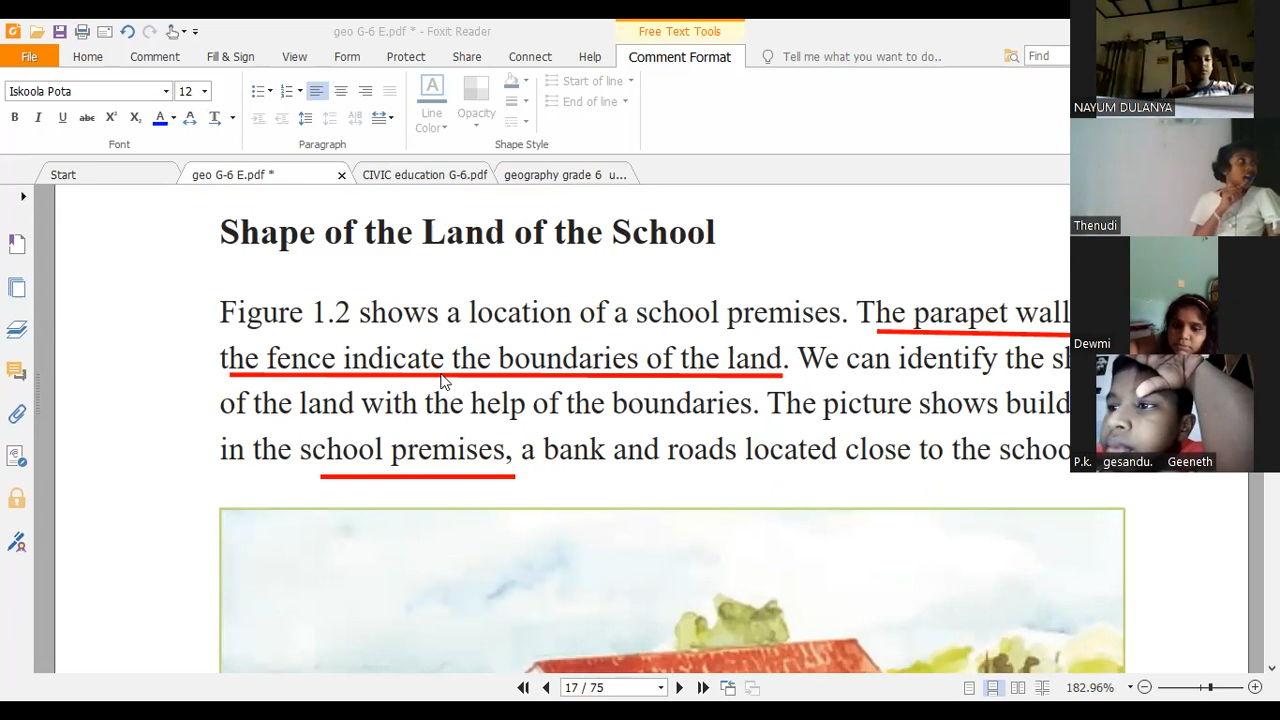 geo G-6 E.pdf * - Foxit Reader
Free Text Tools
File Home Comment Fill & Sign View Form Protect Share Connect Help Comment Format Tell me what you want to do.. Find
Iskoola Pota 12
Line Color
Opacity
Start of line
End of line
Font Paragraph Shape Style
Start geo G-6 E.pdf * CIVIC education G-6.pdf geography grade 6 u...
Shape of the Land of the School
Figure 1.2 shows a location of a school premises. The parapet wall
the fence indicate the boundaries of the land. We can identify the
of the land with the help of the boundaries. The picture shows build
in the school premises, a bank and roads located close to the schoo
NAYUM DULANYA
Thenudi
Dewmi
P.k. gesandu. Geeneth
17 / 75
182.96%